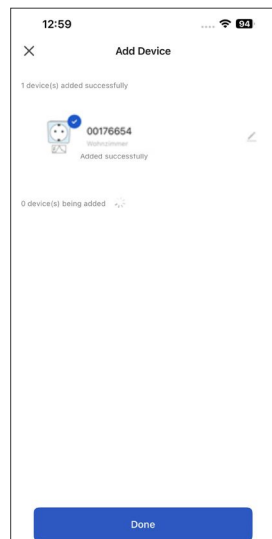 12:59
94
Add Device
1 device(s) added successfully
00176654
Wohnzimmer
Added successfully
0 device(s) being added
Done